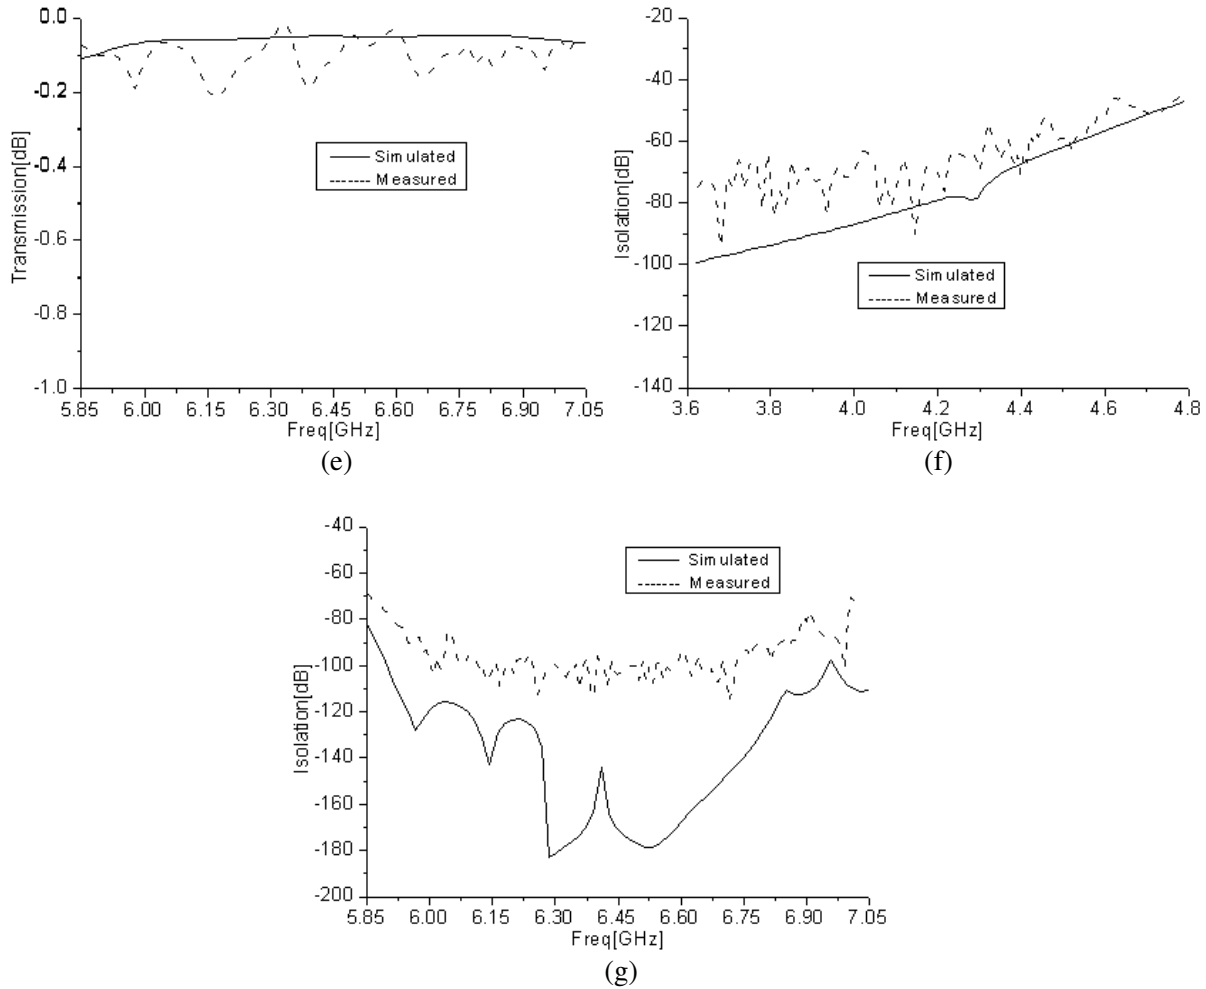 0.0
-0.2
-0.4
-0.6
-0.8
-1.0
Transmission[dB]
Simulated
Measured
5.85 6.00 6.15 6.30 6.45 6.60 6.75 6.90 7.05
Freq[GHz]
(e)
-20
-40
-60
-80
-100
-120
-140
Isolation[dB]
Simulated
Measured
3.6 3.8 4.0 4.2 4.4 4.6 4.8
Freq[GHz]
(f)
-40
-60
-80
-100
-120
-140
-160
-180
-200
Isolation[dB]
Simulated
Measured
5.85 6.00 6.15 6.30 6.45 6.60 6.75 6.90 7.05
Freq[GHz]
(g)